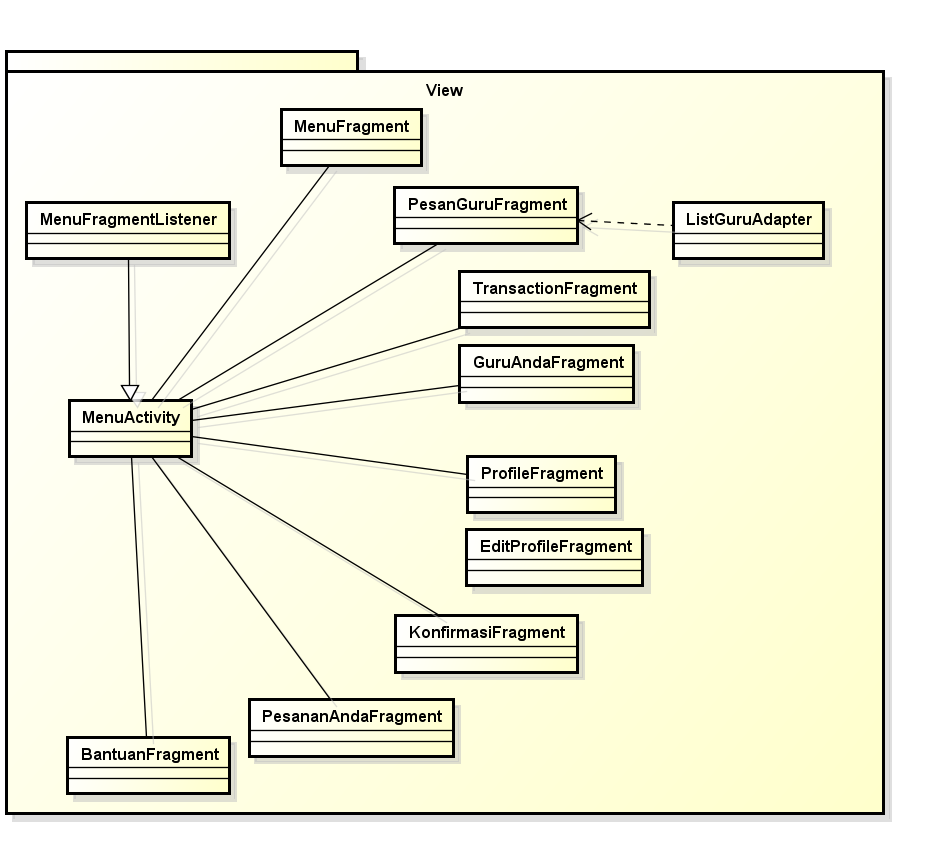 View
MenuFragment
PesanGuruFragment
MenuFragmentListener
ListGuruAdapter
TransactionFragment
GuruAndaFragment
MenuActivity
ProfileFragment
EditProfileFragment
KonfirmasiFragment
PesananAndaFragment
BantuanFragment